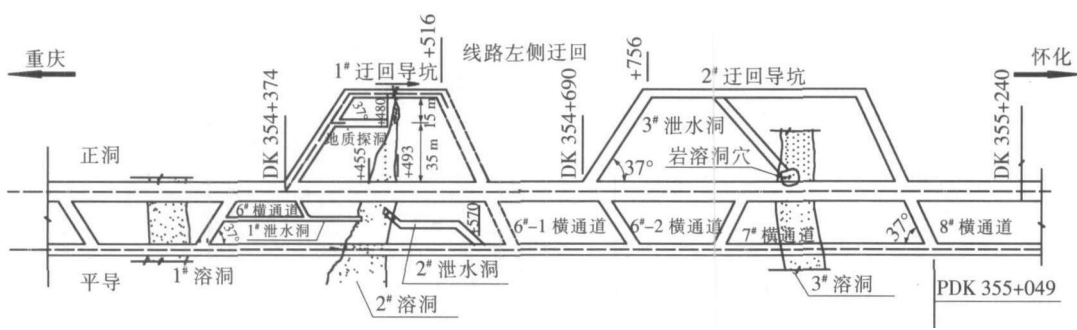 重庆
怀化
线路左侧迂回
+516
+756
1# 迂回导坑
2# 迂回导坑
DK 354+374
DK 354+690
DK 355+240
37°
+480
15 m
地质探洞
+455
+493
35 m
3# 泄水洞
岩溶洞穴
37°
正洞
6# 横通道
1# 泄水洞
37°
570
6#-1 横通道
6#-2 横通道
7# 横通道
37°
8# 横通道
平导
1# 溶洞
2# 泄水洞
2# 溶洞
3# 溶洞
PDK 355+049